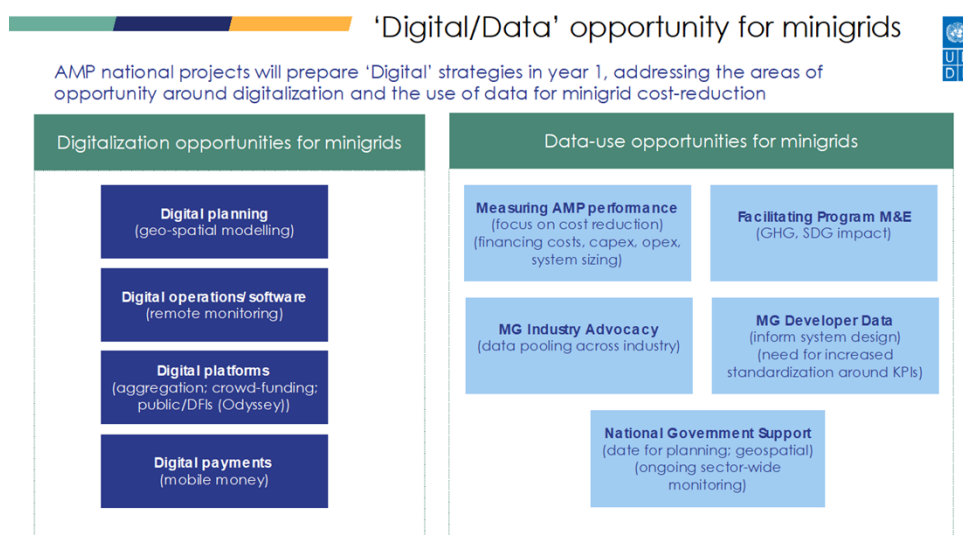 'Digital/Data' opportunity for minigrids
U N
D P
AMP national projects will prepare 'Digital' strategies in year 1, addressing the areas of
opportunity around digitalization and the use of data for minigrid cost-reduction
Digitalization opportunities for minigrids
Digital planning
(geo-spatial modelling)
Digital operations/software
(remote monitoring)
Digital platforms
(aggregation; crowd-funding;
public/DFIs (Odyssey))
Digital payments
(mobile money)
Data-use opportunities for minigrids
Measuring AMP performance
(focus on cost reduction)
(financing costs, capex, opex,
system sizing)
Facilitating Program M&E
(GHG, SDG impact)
MG Industry Advocacy
(data pooling across industry)
MG Developer Data
(inform system design)
(need for increased
standardization around KPIs)
National Government Support
(date for planning; geospatial)
(ongoing sector-wide
monitoring)